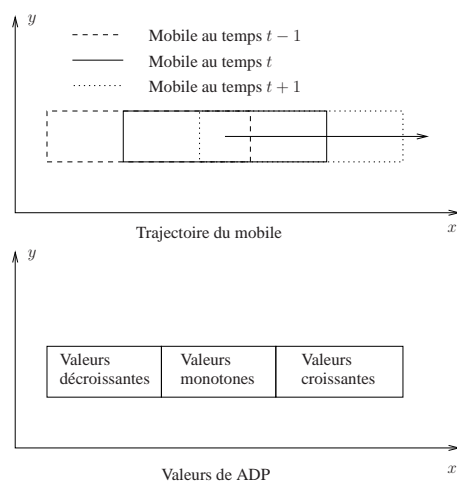 y
Mobile au temps t − 1
Mobile au temps t
Mobile au temps t + 1
x
Trajectoire du mobile
y
Valeurs
décroissantes
Valeurs
monotones
Valeurs
croissantes
x
Valeurs de ADP